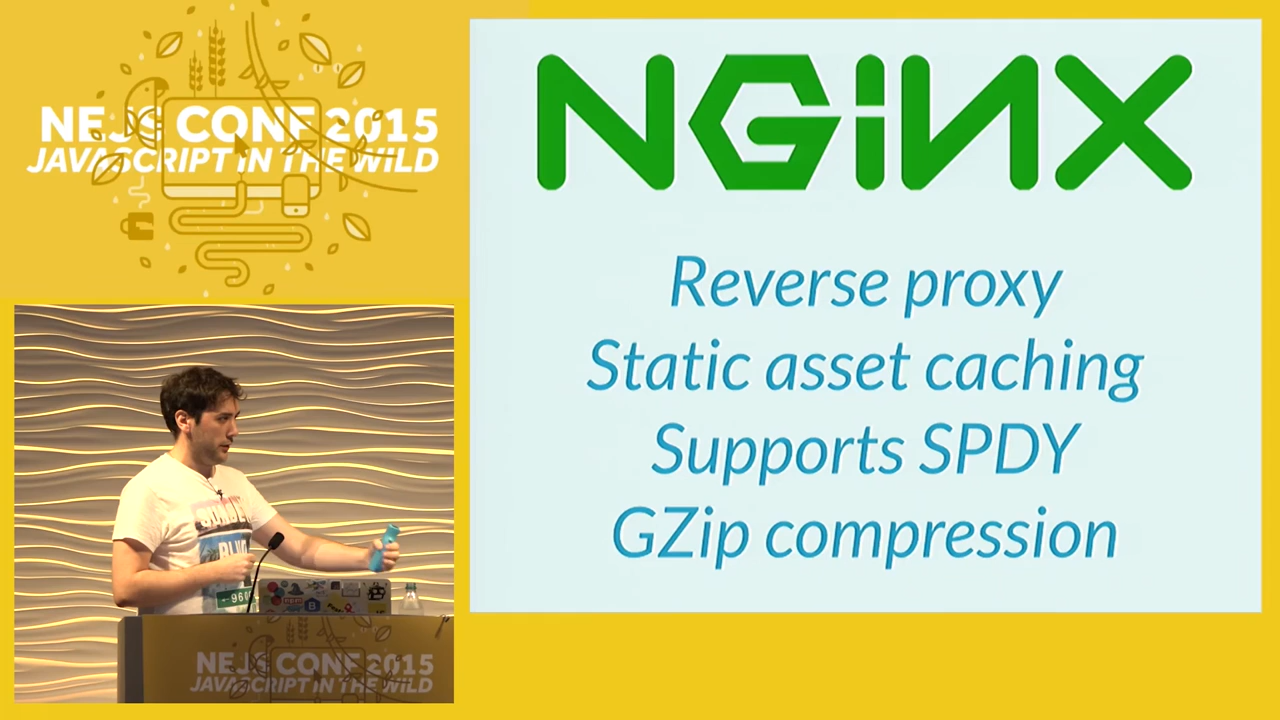 NEJS CONF 2015
JAVASCRIPT IN THE WILD
NGINX
Reverse proxy
Static asset caching
Supports SPDY
GZip compression
BLVD
NEJS CONF 2015
JAVASCRIPT IN THE WILD